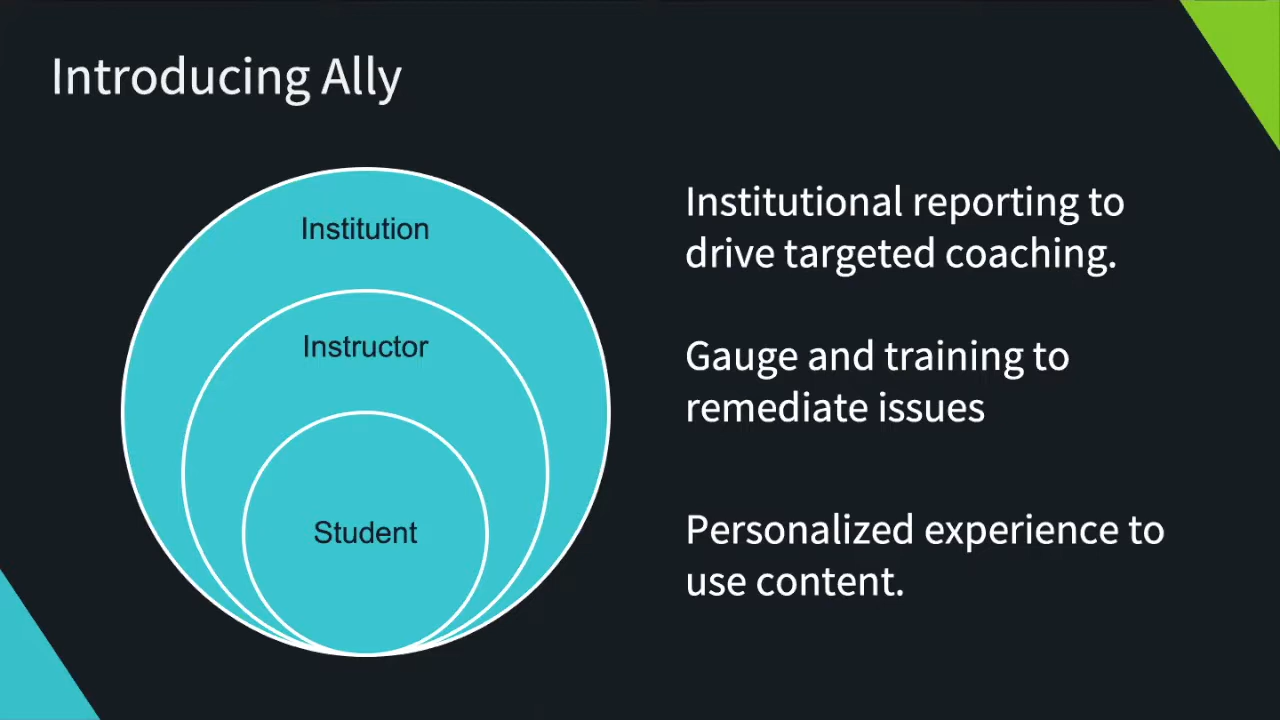 Introducing Ally
Institution
Instructor
Student
Institutional reporting to
drive targeted coaching.
Gauge and training to
remediate issues
Personalized experience to
use content.